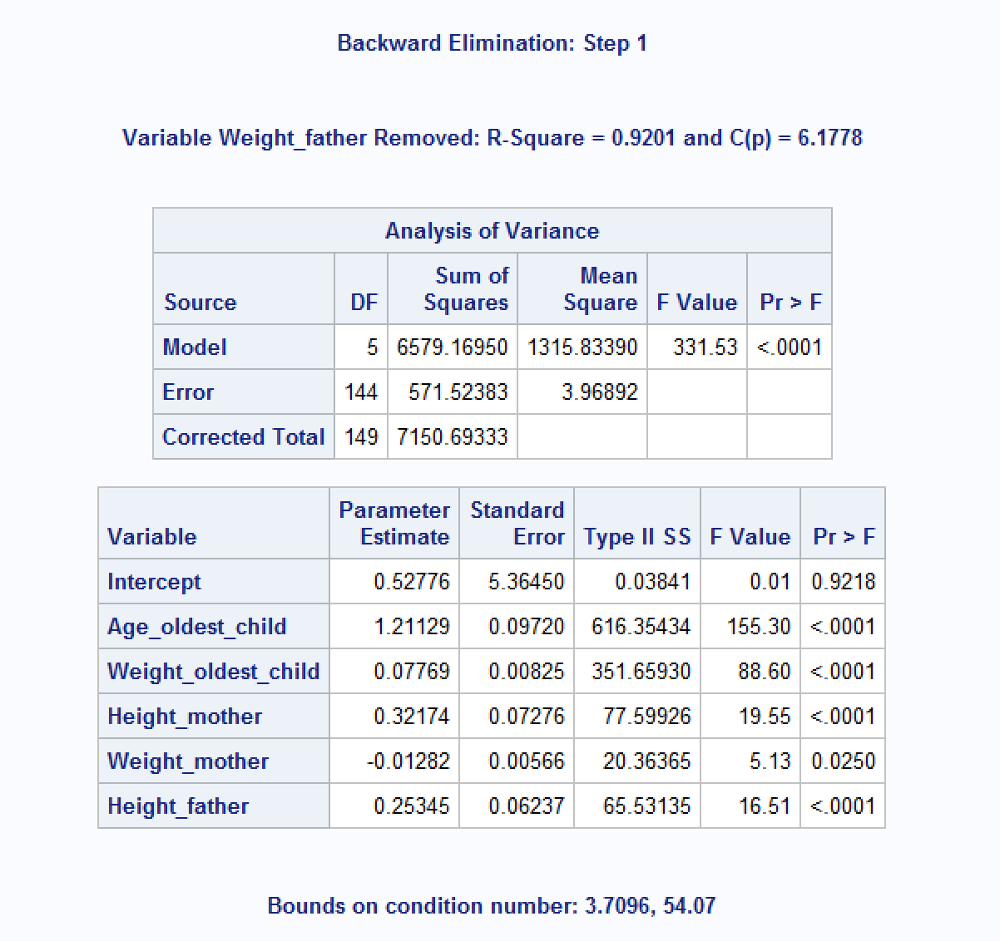 Backward Elimination: Step 1
Variable Weight_father Removed: R-Square = 0.9201 and C(p) = 6.1778
Analysis of Variance
Source DF Sum of Squares Mean Square F Value Pr > F
Model 5 6579.16950 1315.83390 331.53 <.0001
Error 144 571.52383 3.96892
Corrected Total 149 7150.69333
Variable Parameter Estimate Standard Error Type II SS F Value Pr > F
Intercept 0.52776 5.36450 0.03841 0.01 0.9218
Age_oldest_child 1.21129 0.09720 616.35434 155.30 <.0001
Weight_oldest_child 0.07769 0.00825 351.65930 88.60 <.0001
Height_mother 0.32174 0.07276 77.59926 19.55 <.0001
Weight_mother -0.01282 0.00566 20.36365 5.13 0.0250
Height_father 0.25345 0.06237 65.53135 16.51 <.0001
Bounds on condition number: 3.7096, 54.07